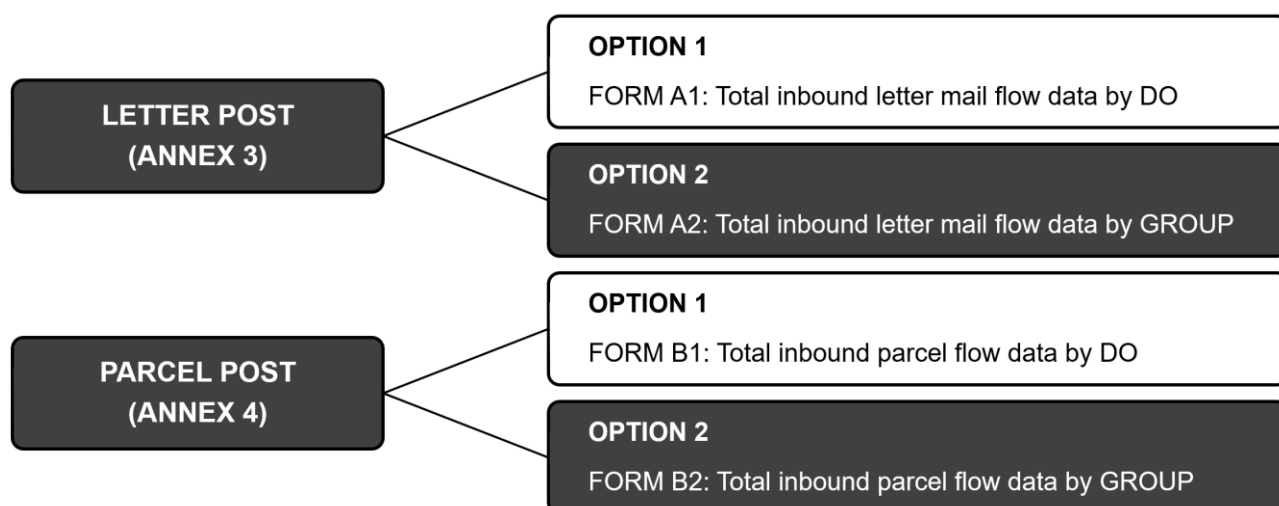 LETTER POST
(ANNEX 3)
OPTION 1
FORM A1: Total inbound letter mail flow data by DO
OPTION 2
FORM A2: Total inbound letter mail flow data by GROUP
PARCEL POST
(ANNEX 4)
OPTION 1
FORM B1: Total inbound parcel flow data by DO
OPTION 2
FORM B2: Total inbound parcel flow data by GROUP